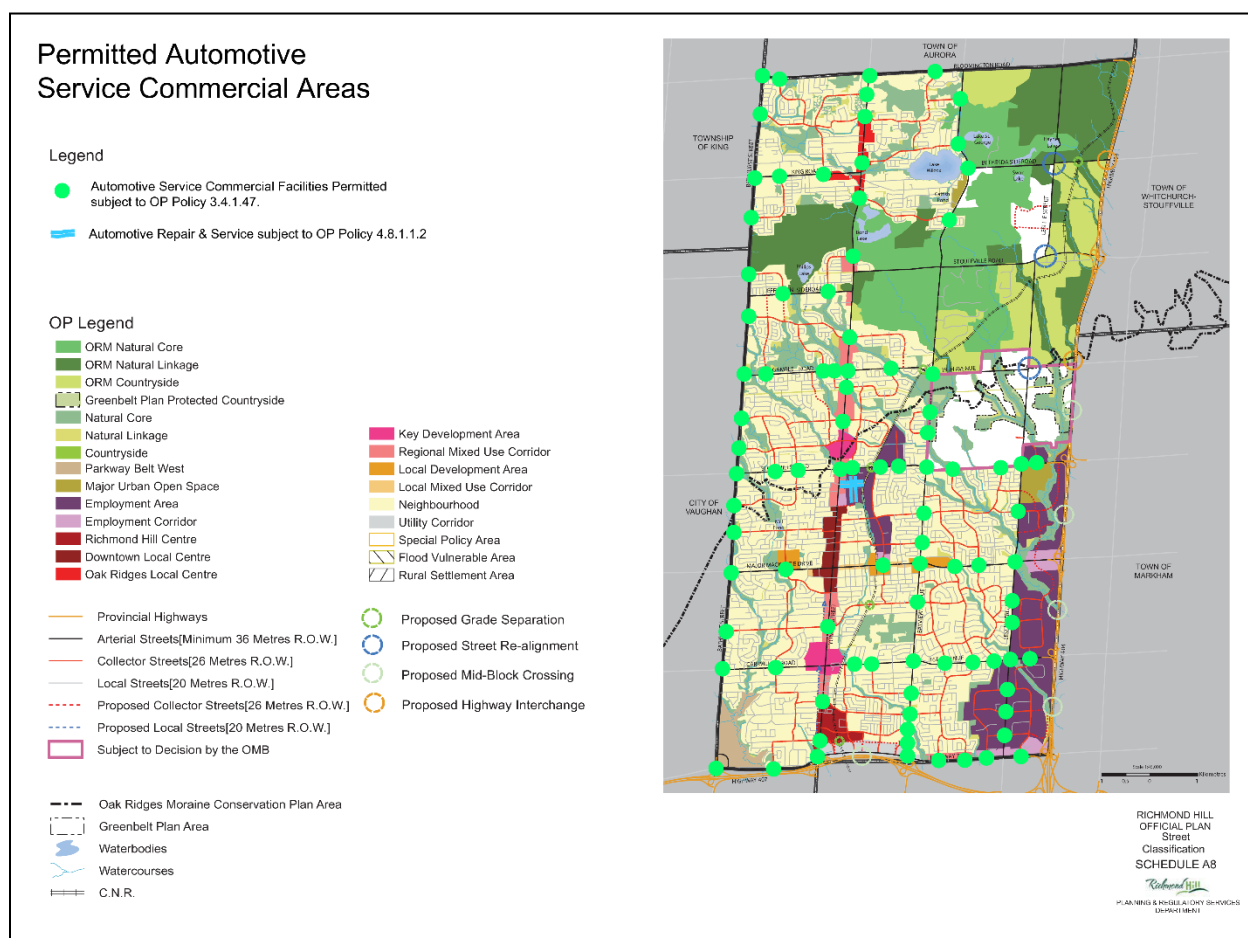 Permitted Automotive
Service Commercial Areas
Legend
Automotive Service Commercial Facilities Permitted
subject to OP Policy 3.4.1.47.
Automotive Repair & Service subject to OP Policy 4.8.1.1.2
OP Legend
ORM Natural Core
ORM Natural Linkage
ORM Countryside
Greenbelt Plan Protected Countryside
Natural Core
Natural Linkage
Countryside
Parkway Belt West
Major Urban Open Space
Employment Area
Employment Corridor
Richmond Hill Centre
Downtown Local Centre
Oak Ridges Local Centre
Key Development Area
Regional Mixed Use Corridor
Local Development Area
Local Mixed Use Corridor
Neighbourhood
Utility Corridor
Special Policy Area
Flood Vulnerable Area
Rural Settlement Area
Provincial Highways
Arterial Streets[Minimum 36 Metres R.O.W.]
Collector Streets[26 Metres R.O.W.]
Local Streets[20 Metres R.O.W.]
Proposed Collector Streets[26 Metres R.O.W.]
Proposed Local Streets[20 Metres R.O.W.]
Subject to Decision by the OMB
Proposed Grade Separation
Proposed Street Re-alignment
Proposed Mid-Block Crossing
Proposed Highway Interchange
Oak Ridges Moraine Conservation Plan Area
Greenbelt Plan Area
Waterbodies
Watercourses
C.N.R.
TOWN OF
AURORA
BLOOMINGTON ROAD
TOWNSHIP
OF KING
TOWN OF
WHITCHURCH-
STOUFFVILLE
STOUFFVILLE ROAD
CITY OF
VAUGHAN
TOWN OF
MARKHAM
HIGHWAY 407
Kilometres
RICHMOND HILL
OFFICIAL PLAN
Street
Classification
SCHEDULE A8
Richmond Hill
PLANNING & REGULATORY SERVICES
DEPARTMENT